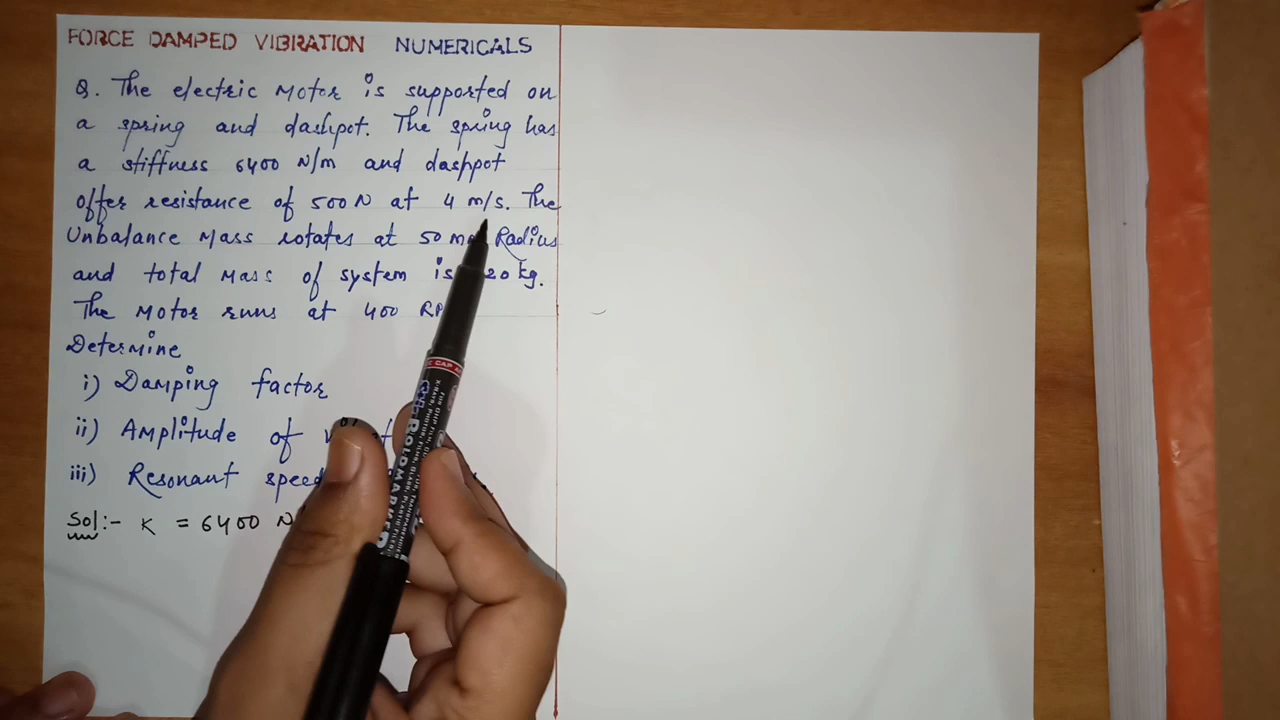 FORCE DAMPED VIBRATION NUMERICALS
Q. The electric Motor is supported on
a spring and dashpot. The spring has
a stiffness 6400 N/m and dashpot
offer resistance of 500N at 4 m/s. The
Unbalance Mass rotates at 50 Radius
and total Mass of system is kg.
The Motor runs at 400
Determine
i) Damping factor
ii) Amplitude of
iii) Resonant speed
Sol:- K = 6400 N